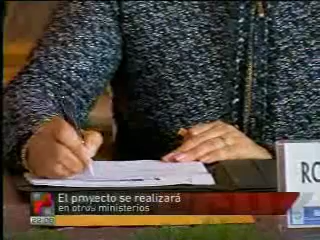 RO
El proyecto se realizará
en otros ministerios